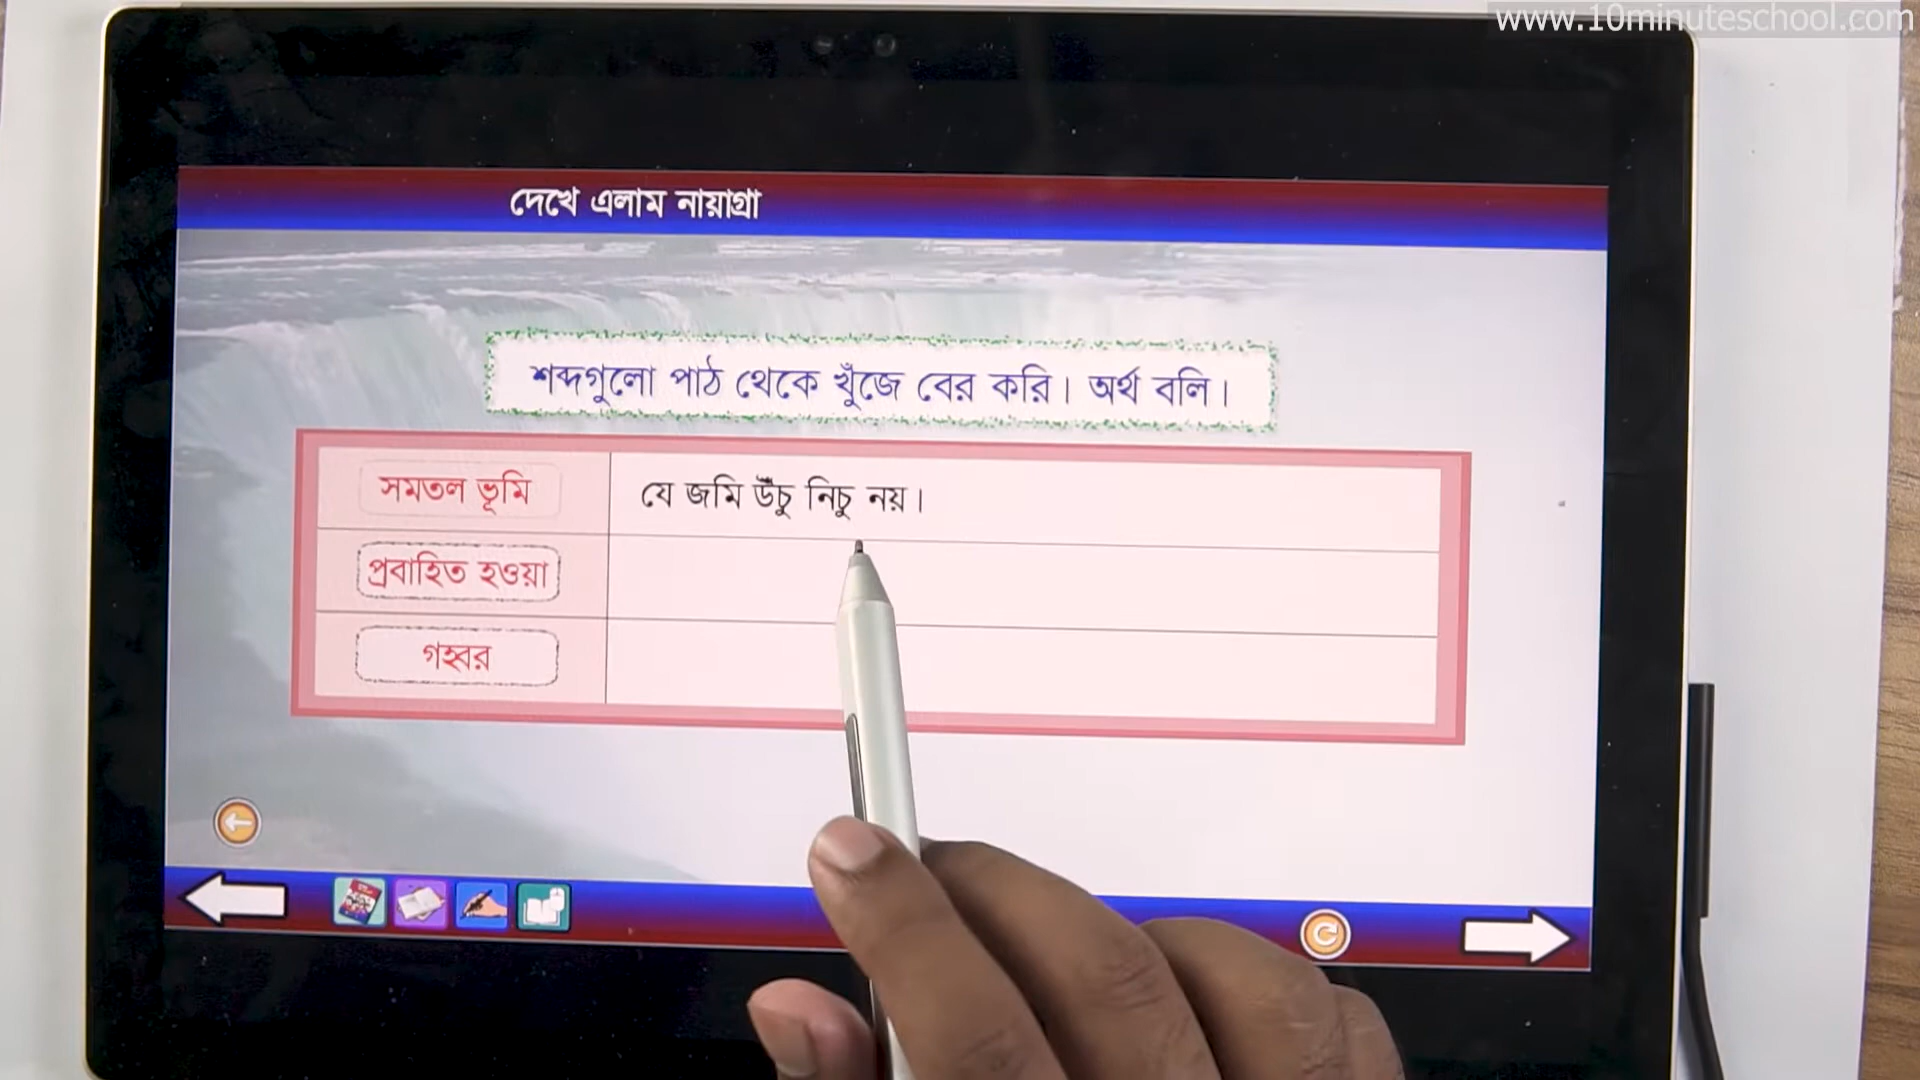 www.10minuteschool.com
দেখে এলাম নায়াগ্রা
শব্দগুলো পাঠ থেকে খুঁজে বের করি। অর্থ বলি।
সমতল ভূমি
যে জমি উঁচু নিচু নয়।
প্রবাহিত হওয়া
গহ্বর